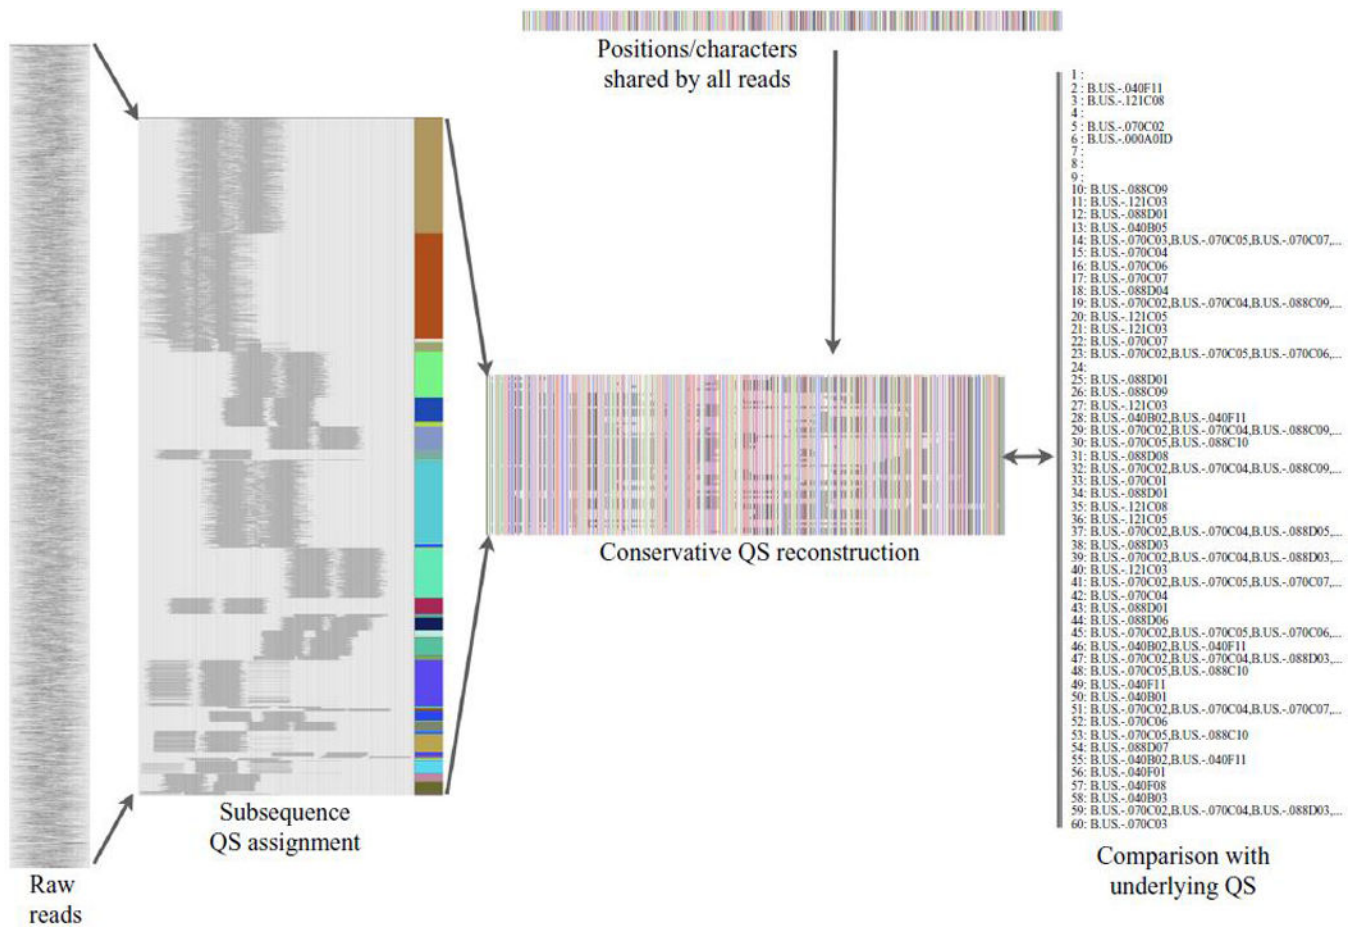 Positions/characters
shared by all reads
1 :
2 : B.US.-.040F11
3 : B.US.-.121C08
4 :
5 : B.US.-.070C02
6 : B.US.-.000A0ID
7 :
8 :
9 :
10: B.US.-.088C09
11: B.US.-.121C03
12: B.US.-.088D01
13: B.US.-.040B05
14: B.US.-.070C03,B.US.-.070C05,B.US.-.070C07,...
15: B.US.-.070C04
16: B.US.-.070C06
17: B.US.-.070C07
18: B.US.-.088D04
19: B.US.-.070C02,B.US.-.070C04,B.US.-.088C09,...
20: B.US.-.121C05
21: B.US.-.121C03
22: B.US.-.070C07
23: B.US.-.070C02,B.US.-.070C05,B.US.-.070C06,...
24:
25: B.US.-.088D01
26: B.US.-.088C09
27: B.US.-.121C03
28: B.US.-.040B02,B.US.-.040F11
29: B.US.-.070C02,B.US.-.070C04,B.US.-.088C09,...
30: B.US.-.070C05,B.US.-.088C10
31: B.US.-.088D08
32: B.US.-.070C02,B.US.-.070C04,B.US.-.088C09,...
33: B.US.-.070C01
34: B.US.-.088D01
35: B.US.-.121C08
36: B.US.-.121C05
37: B.US.-.070C02,B.US.-.070C04,B.US.-.088D05,...
38: B.US.-.088D03
39: B.US.-.070C02,B.US.-.070C04,B.US.-.088D03,...
40: B.US.-.121C03
41: B.US.-.070C02,B.US.-.070C05,B.US.-.070C07,...
42: B.US.-.070C04
43: B.US.-.088D01
44: B.US.-.088D06
45: B.US.-.070C02,B.US.-.070C05,B.US.-.070C06,...
46: B.US.-.040B02,B.US.-.040F11
47: B.US.-.070C02,B.US.-.070C04,B.US.-.088D03,...
48: B.US.-.070C05,B.US.-.088C10
49: B.US.-.040F11
50: B.US.-.040B01
51: B.US.-.070C02,B.US.-.070C04,B.US.-.070C07,...
52: B.US.-.070C06
53: B.US.-.070C05,B.US.-.088C10
54: B.US.-.088D07
55: B.US.-.040B02,B.US.-.040F11
56: B.US.-.040F01
57: B.US.-.040F08
58: B.US.-.040B03
59: B.US.-.070C02,B.US.-.070C04,B.US.-.088D03,...
60: B.US.-.070C03
Conservative QS reconstruction
Subsequence
QS assignment
Comparison with
underlying QS
Raw
reads